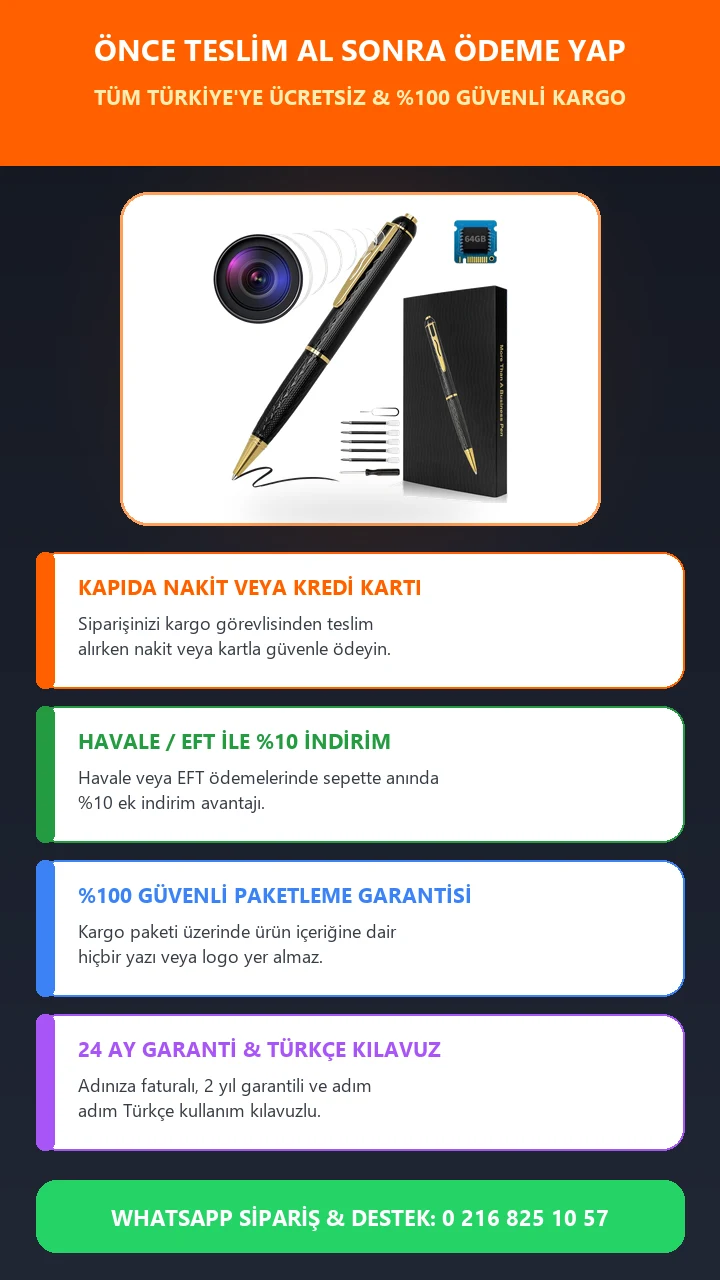 ÖNCE TESLİM AL SONRA ÖDEME YAP
TÜM TÜRKİYE'YE ÜCRETSİZ & %100 GÜVENLİ KARGO
64GB
More Than A Business Pen
KAPIDA NAKİT VEYA KREDİ KARTI
Siparişinizi kargo görevlisinden teslim
alırken nakit veya kartla güvenle ödeyin.
HAVALE / EFT İLE %10 İNDİRİM
Havale veya EFT ödemelerinde sepette anında
%10 ek indirim avantajı.
%100 GÜVENLİ PAKETLEME GARANTİSİ
Kargo paketi üzerinde ürün içeriğine dair
hiçbir yazı veya logo yer almaz.
24 AY GARANTİ & TÜRKÇE KILAVUZ
Adınıza faturalı, 2 yıl garantili ve adım
adım Türkçe kullanım kılavuzlu.
WHATSAPP SİPARİŞ & DESTEK: 0 216 825 10 57